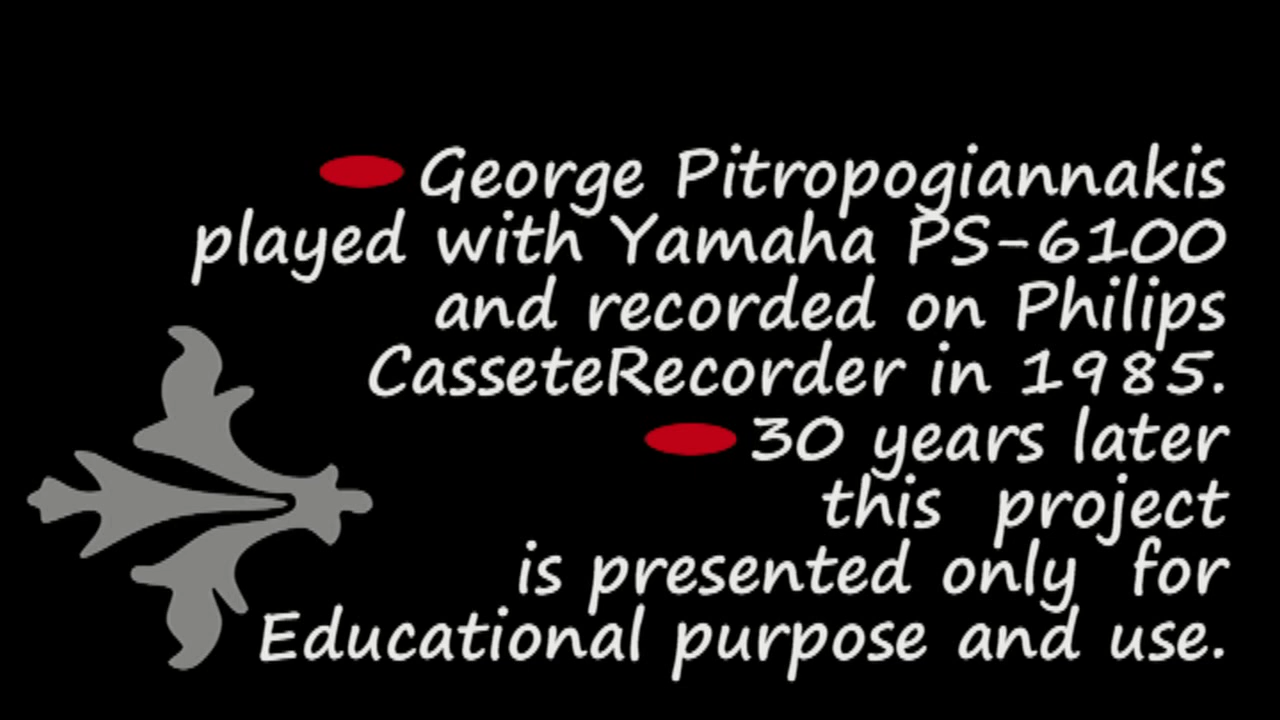 George Pitropogiannakis
played with Yamaha PS-6100
and recorded on Philips
CasseteRecorder in 1985.
30 years later
this project
is presented only for
Educational purpose and use.